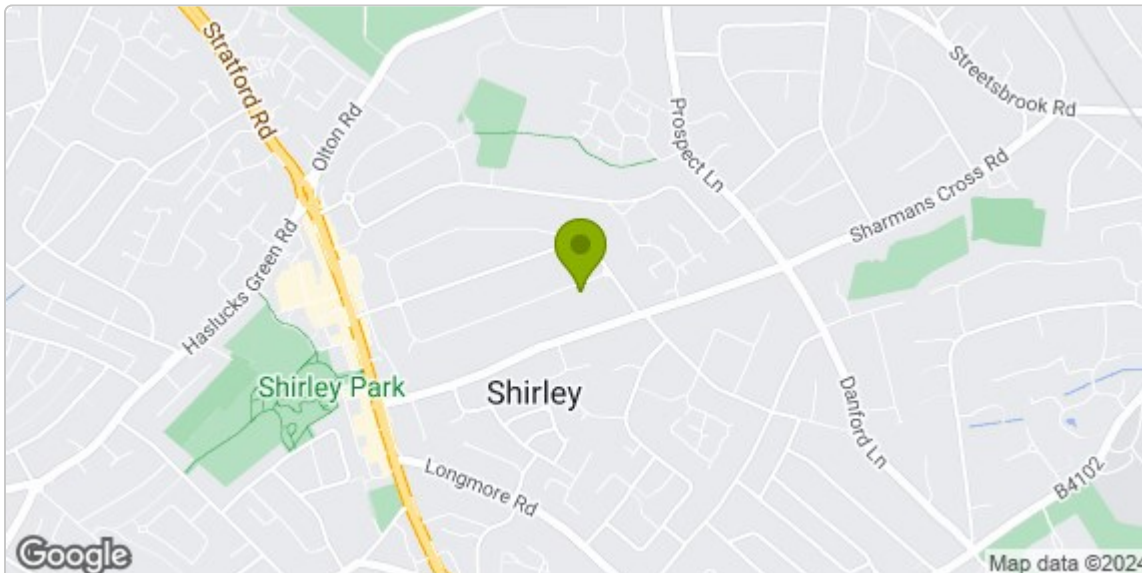 Stratford Rd
Olton Rd
Streetsbrook Rd
Prospect Ln
Sharmans Cross Rd
Haslucks Green Rd
Shirley Park
Shirley
Danford Ln
Longmore Rd
B4102
Google
Map data ©2024